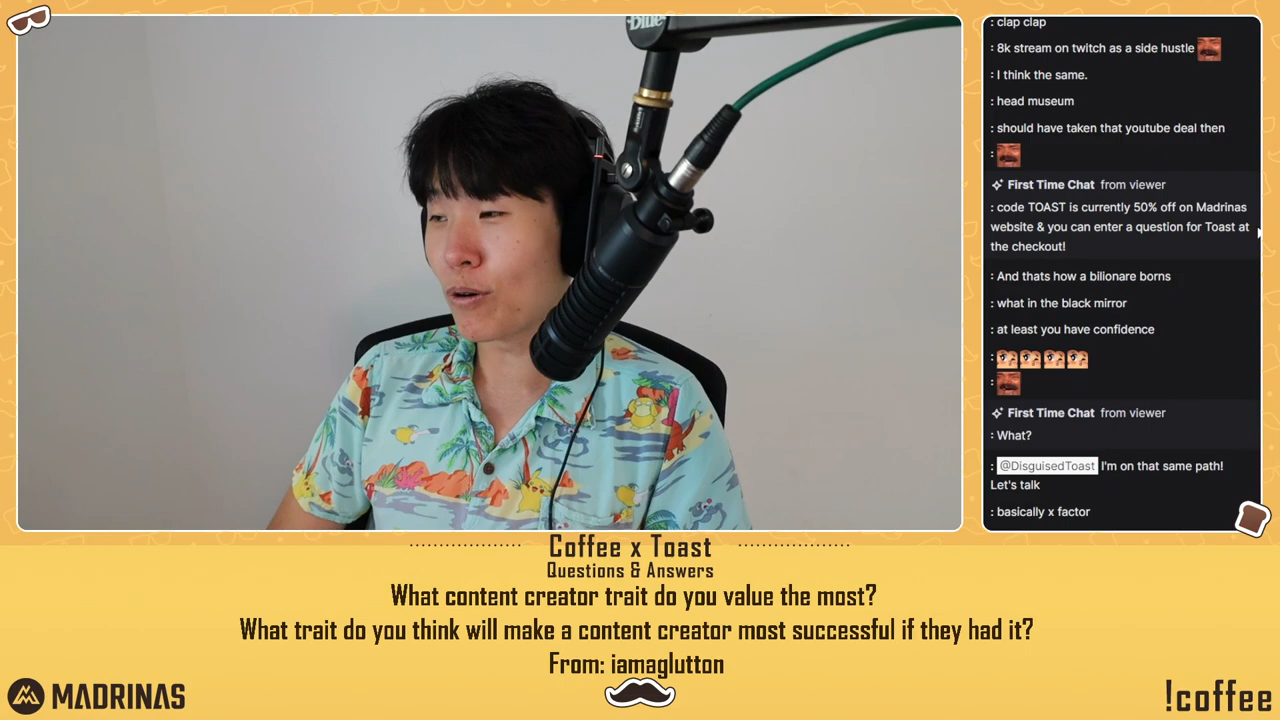 Blue
: clap clap
: 8k stream on twitch as a side hustle
: I think the same.
: head museum
: should have taken that youtube deal then
:
First Time Chat from viewer
: code TOAST is currently 50% off on Madrinas
website & you can enter a question for Toast at
the checkout!
: And thats how a bilionare borns
: what in the black mirror
: at least you have confidence
:
:
First Time Chat from viewer
: What?
: @DisguisedToast I'm on that same path!
Let's talk
: basically x factor
Coffee x Toast
Questions & Answers
What content creator trait do you value the most?
What trait do you think will make a content creator most successful if they had it?
From: iamaglutton
MADRINAS
!coffee